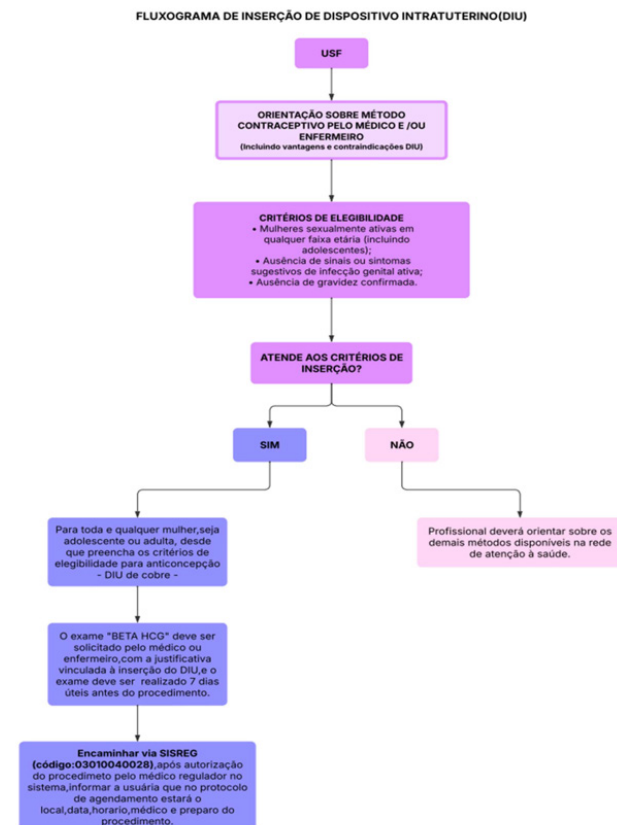 FLUXOGRAMA DE INSERÇÃO DE DISPOSITIVO INTRATUTERINO(DIU)
USF
ORIENTAÇÃO SOBRE MÉTODO
CONTRACEPTIVO PELO MÉDICO E /OU
ENFERMEIRO
(Incluindo vantagens e contraindicações DIU)
CRITÉRIOS DE ELEGIBILIDADE
• Mulheres sexualmente ativas em
qualquer faixa etária (incluindo
adolescentes);
• Ausência de sinais ou sintomas
sugestivos de infecção genital ativa;
• Ausência de gravidez confirmada.
ATENDE AOS CRITÉRIOS DE
INSERÇÃO?
SIM
NÃO
Para toda e qualquer mulher,seja
adolescente ou adulta, desde
que preencha os critérios de
elegibilidade para anticoncepção
- DIU de cobre -
Profissional deverá orientar sobre os
demais métodos disponíveis na rede
de atenção à saúde.
O exame "BETA HCG" deve ser
solicitado pelo médico ou
enfermeiro,com a justificativa
vinculada à inserção do DIU,e o
exame deve ser realizado 7 dias
úteis antes do procedimento.
Encaminhar via SISREG
(código:03010040028),após autorização
do procedimeto pelo médico regulador no
sistema,informar a usuária que no protocolo
de agendamento estará o
local,data,horario,médico e preparo do
procedimento.